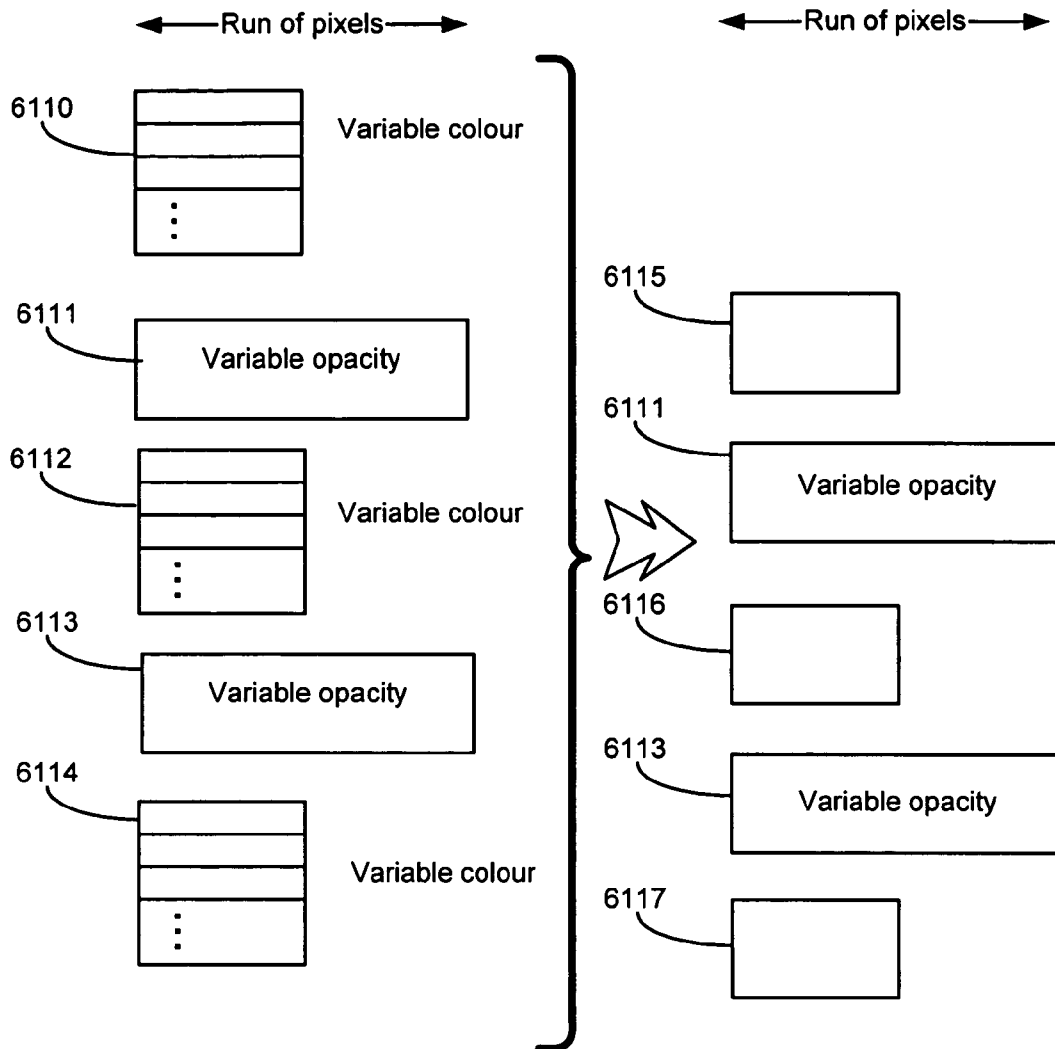 Run of pixels
6110
Variable colour
6111
Variable opacity
6112
Variable colour
6113
Variable opacity
6114
Variable colour
Run of pixels
6115
6111
Variable opacity
6116
6113
Variable opacity
6117